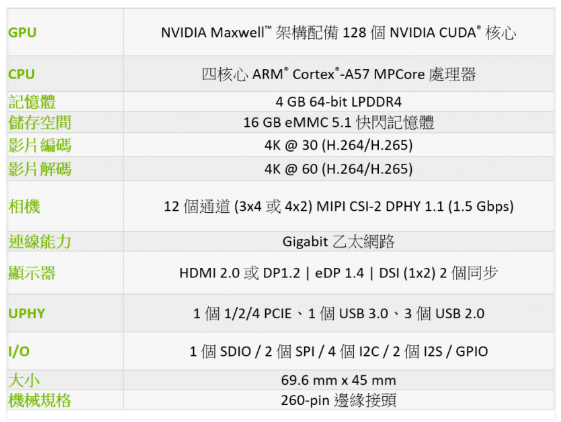 GPU NVIDIA Maxwell™ 架構配備 128 個 NVIDIA CUDA® 核心
CPU 四核心 ARM® Cortex®-A57 MPCore 處理器
記憶體 4 GB 64-bit LPDDR4
儲存空間 16 GB eMMC 5.1 快閃記憶體
影片編碼 4K @ 30 (H.264/H.265)
影片解碼 4K @ 60 (H.264/H.265)
相機 12 個通道 (3x4 或 4x2) MIPI CSI-2 DPHY 1.1 (1.5 Gbps)
連線能力 Gigabit 乙太網路
顯示器 HDMI 2.0 或 DP1.2 | eDP 1.4 | DSI (1x2) 2 個同步
UPHY 1 個 1/2/4 PCIE、1 個 USB 3.0、3 個 USB 2.0
I/O 1 個 SDIO / 2 個 SPI / 4 個 I2C / 2 個 I2S / GPIO
大小 69.6 mm x 45 mm
機械規格 260-pin 邊緣接頭